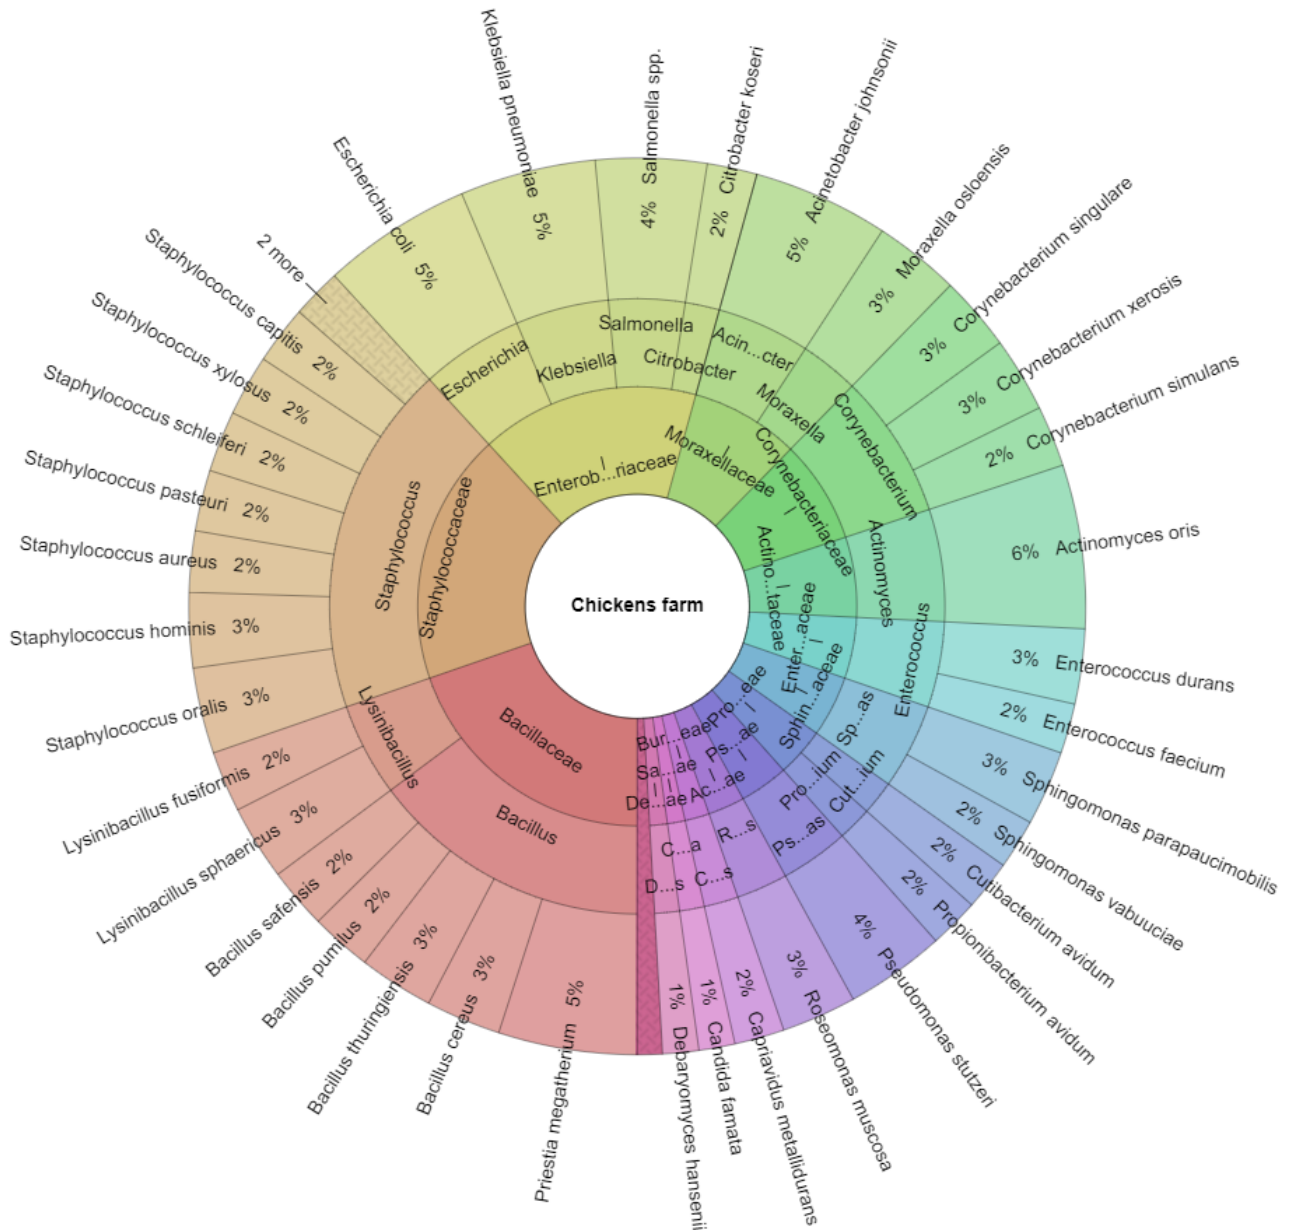 Chickens farm
Klebsiella pneumoniae 5%
Salmonella spp. 4%
Citrobacter koseri 2%
Acinetobacter johnsonii 5%
Moraxella osloensis 3%
Corynebacterium singulare 3%
Corynebacterium xerosis 3%
Corynebacterium simulans 2%
Actinomyces oris 6%
Enterococcus durans 3%
Enterococcus faecium 2%
Sphingomonas parapaucimobilis 3%
Sphingomonas vabuuciae 2%
Cutibacterium avidum 2%
Propionibacterium avidum 2%
Pseudomonas stutzeri 4%
Roseomonas muscosa 3%
Capriavidus metallidurans 2%
Candida famata 1%
Debaryomyces hansenii 1%
Priestia megatherium 5%
Bacillus cereus 3%
Bacillus thuringiensis 3%
Bacillus pumilus 2%
Bacillus safensis 2%
Lysinibacillus sphaericus 3%
Lysinibacillus fusiformis 2%
Staphylococcus oralis 3%
Staphylococcus hominis 3%
Staphylococcus aureus 2%
Staphylococcus pasteuri 2%
Staphylococcus schleiferi 2%
Staphylococcus xylosus 2%
Staphylococcus capitis 2%
2 more
Escherichia coli 5%
Escherichia
Klebsiella
Salmonella
Citrobacter
Acin...cter
Moraxella
Corynebacterium
Actinomyces
Enterococcus
Sp...as
Cut...ium
Pro...ium
Ps...as
R...s
C...s
C...a
D...s
Bacillus
Lysinibacillus
Staphylococcus
Enterob...riaceae
Moraxellaceae
Corynebacteriaceae
Actino...taceae
Enter...aceae
Sphin...aceae
Pro...eae
Ps...ae
Ac...ae
Bur...eae
Sa...ae
De...ae
Bacillaceae
Staphylococcaceae